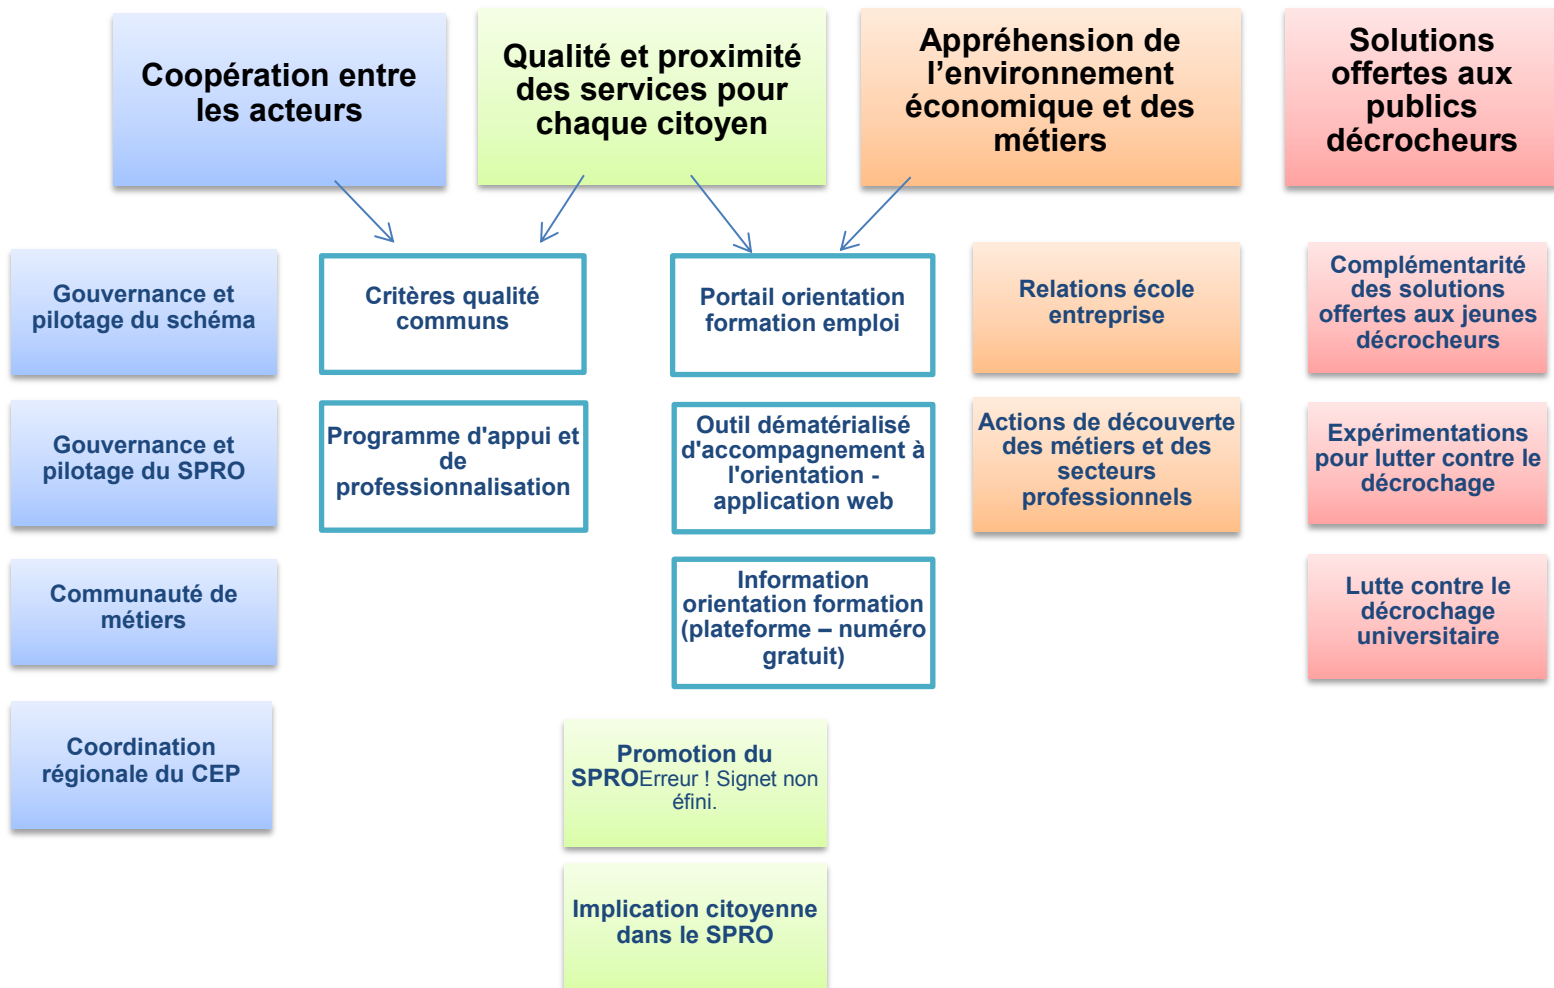 Coopération entre
les acteurs
Qualité et proximité
des services pour
chaque citoyen
Appréhension de
l’environnement
économique et des
métiers
Solutions
offertes aux
publics
décrocheurs
Gouvernance et
pilotage du schéma
Critères qualité
communs
Portail orientation
formation emploi
Relations école
entreprise
Complémentarité
des solutions
offertes aux jeunes
décrocheurs
Gouvernance et
pilotage du SPRO
Programme d'appui et
de
professionnalisation
Outil dématérialisé
d'accompagnement à
l'orientation -
application web
Actions de découverte
des métiers et des
secteurs
professionnels
Expérimentations
pour lutter contre le
décrochage
Communauté de
métiers
Information
orientation formation
(plateforme – numéro
gratuit)
Lutte contre le
décrochage
universitaire
Coordination
régionale du CEP
Promotion du
SPROErreur ! Signet non
éfini.
Implication citoyenne
dans le SPRO